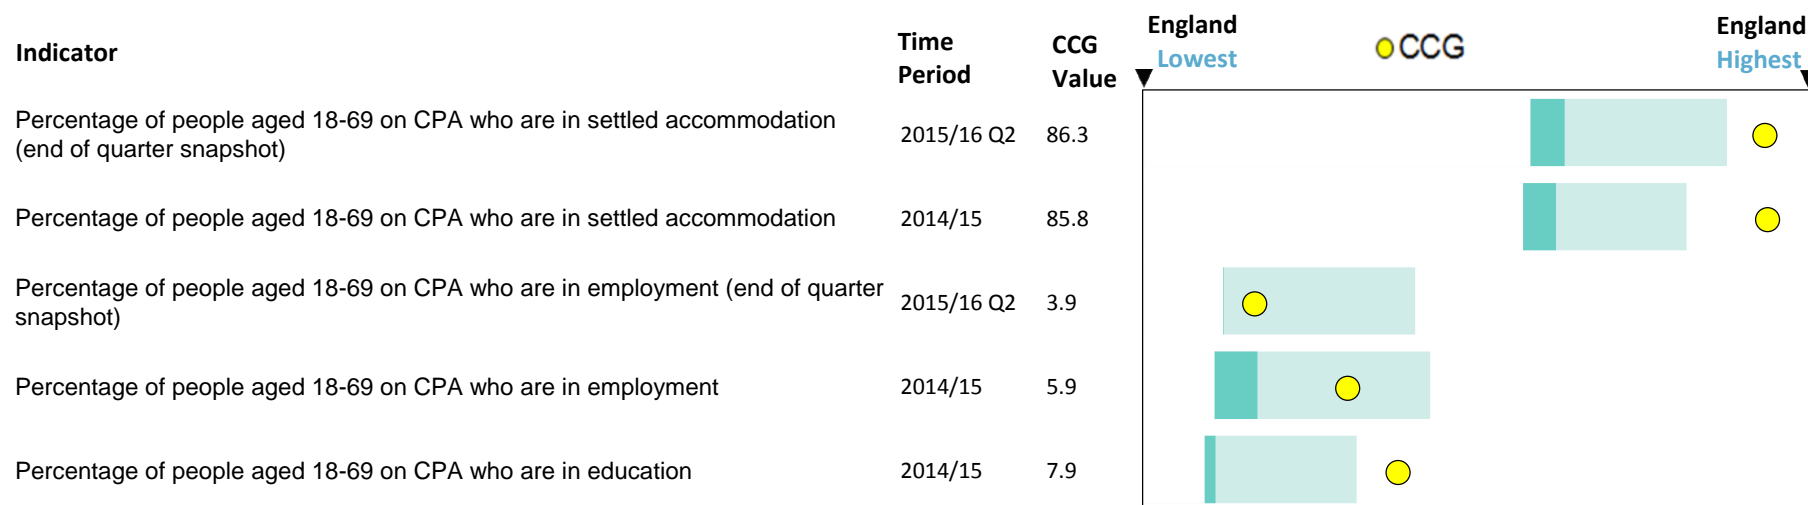 Indicator
Time
Period
CCG
Value
England
Lowest
CCG
England
Highest
Percentage of people aged 18-69 on CPA who are in settled accommodation
(end of quarter snapshot)
2015/16 Q2
86.3
Percentage of people aged 18-69 on CPA who are in settled accommodation
2014/15
85.8
Percentage of people aged 18-69 on CPA who are in employment (end of quarter
snapshot)
2015/16 Q2
3.9
Percentage of people aged 18-69 on CPA who are in employment
2014/15
5.9
Percentage of people aged 18-69 on CPA who are in education
2014/15
7.9